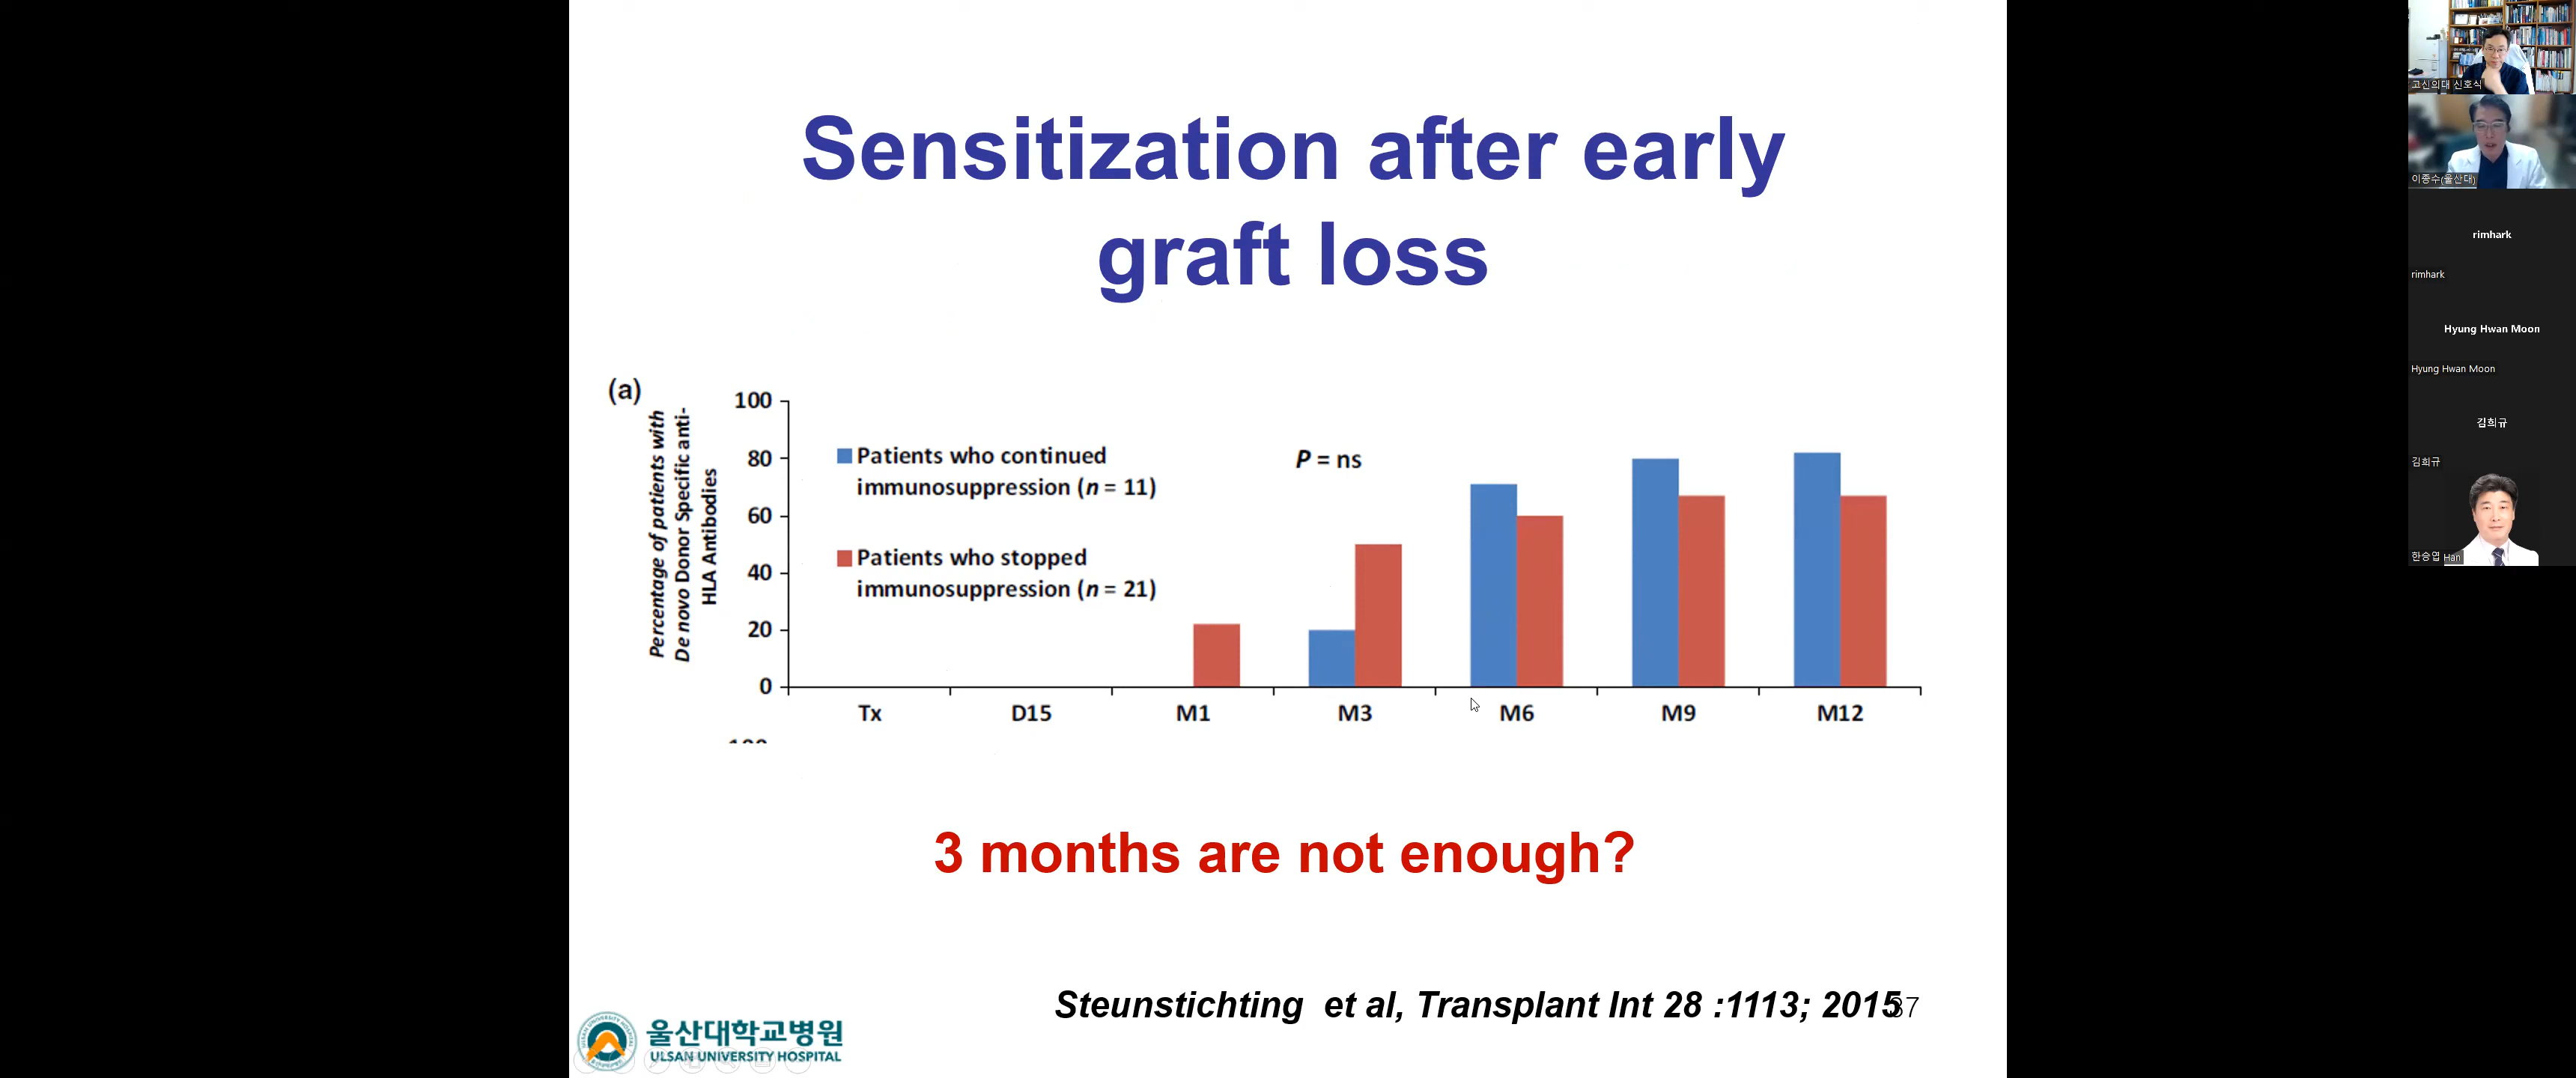 Sensitization after early
graft loss
(a)
Percentage of patients with
De novo Donor Specific anti-
HLA Antibodies
100
80
60
40
20
0
Patients who continued
immunosuppression (n = 11)
Patients who stopped
immunosuppression (n = 21)
P = ns
Tx D15 M1 M3 M6 M9 M12
3 months are not enough?
Steunstichting et al, Transplant Int 28 :1113; 2015
37
울산대학교병원
ULSAN UNIVERSITY HOSPITAL
고신의대 신호식
이종수(울산대)
rimhark
rimhark
Hyung Hwan Moon
Hyung Hwan Moon
김희규
김희규
한승엽 Han